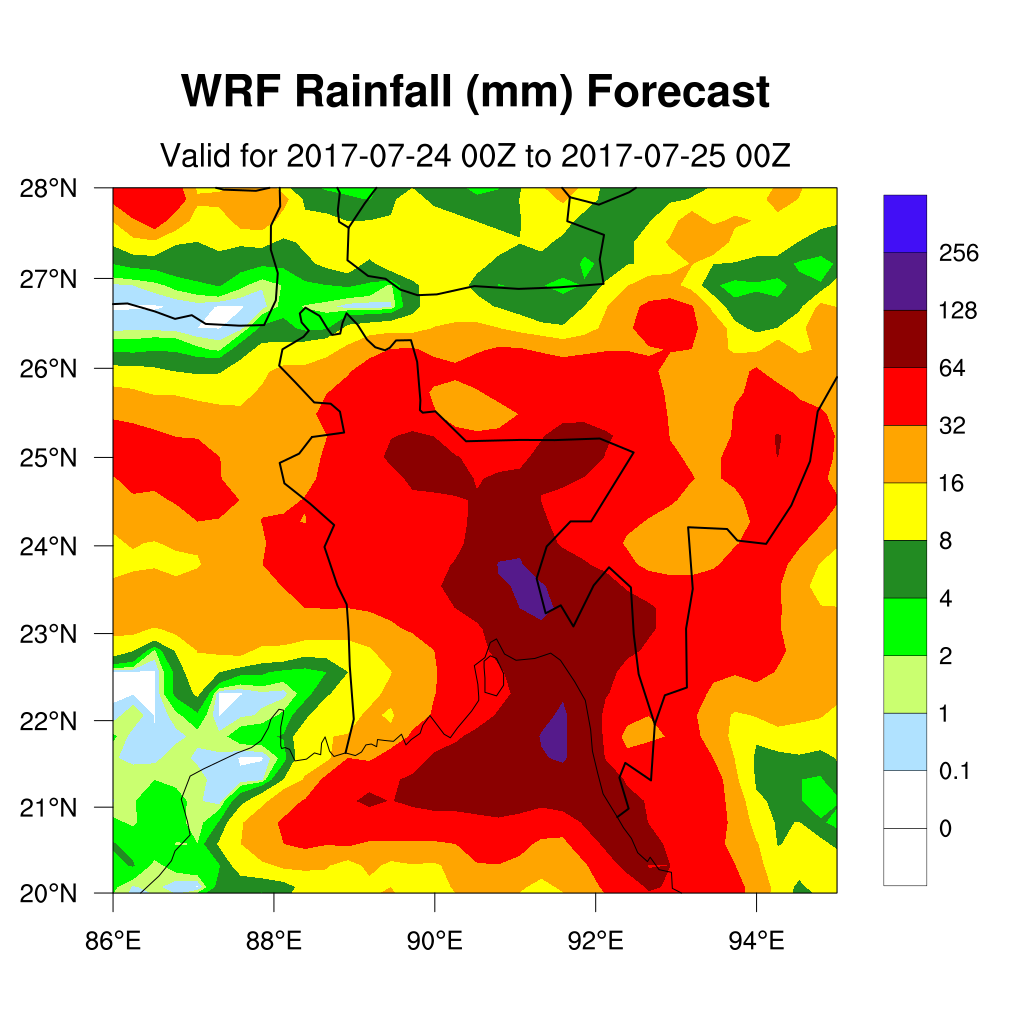 WRF Rainfall (mm) Forecast
Valid for 2017-07-24 00Z to 2017-07-25 00Z
28°N
27°N
26°N
25°N
24°N
23°N
22°N
21°N
20°N
86°E
88°E
90°E
92°E
94°E
256
128
64
32
16
8
4
2
1
0.1
0